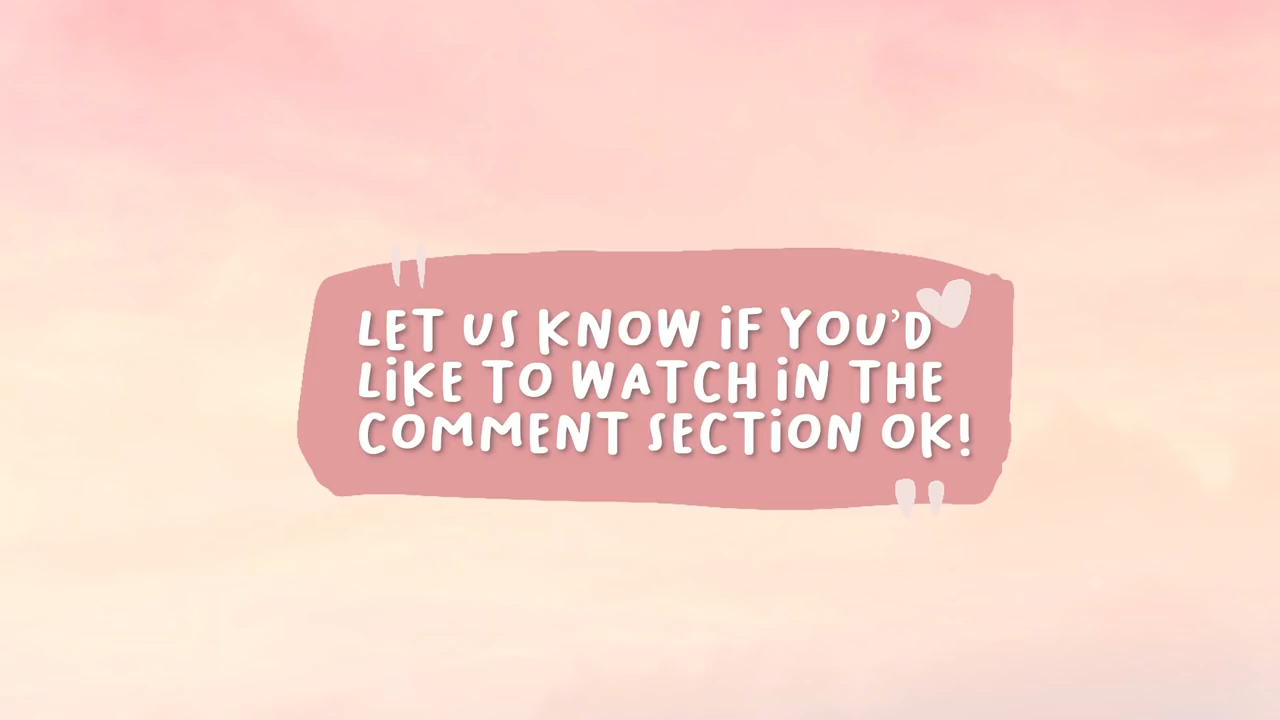 LET US KNOW iF YOU'D
LiKE TO WATCH iN THE
COMMENT SECTiON OK!